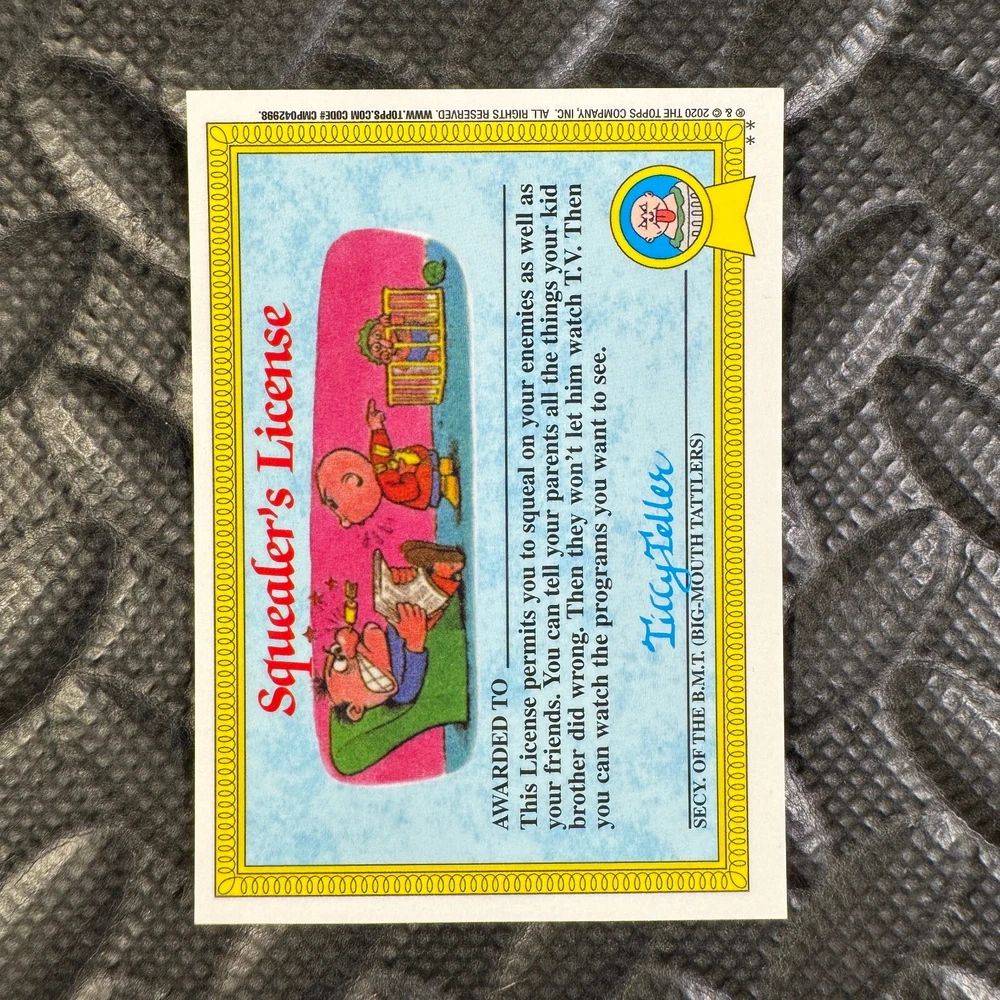 Squealer's License
AWARDED TO
This License permits you to squeal on your enemies as well as
your friends. You can tell your parents all the things your kid
brother did wrong. Then they won't let him watch T.V. Then
you can watch the programs you want to see.
Tracy Teller
SECY. OF THE B.M.T. (BIG-MOUTH TATTLERS)
® & © 2020 THE TOPPS COMPANY, INC. ALL RIGHTS RESERVED. WWW.TOPPS.COM CODE# CMP042998.
**